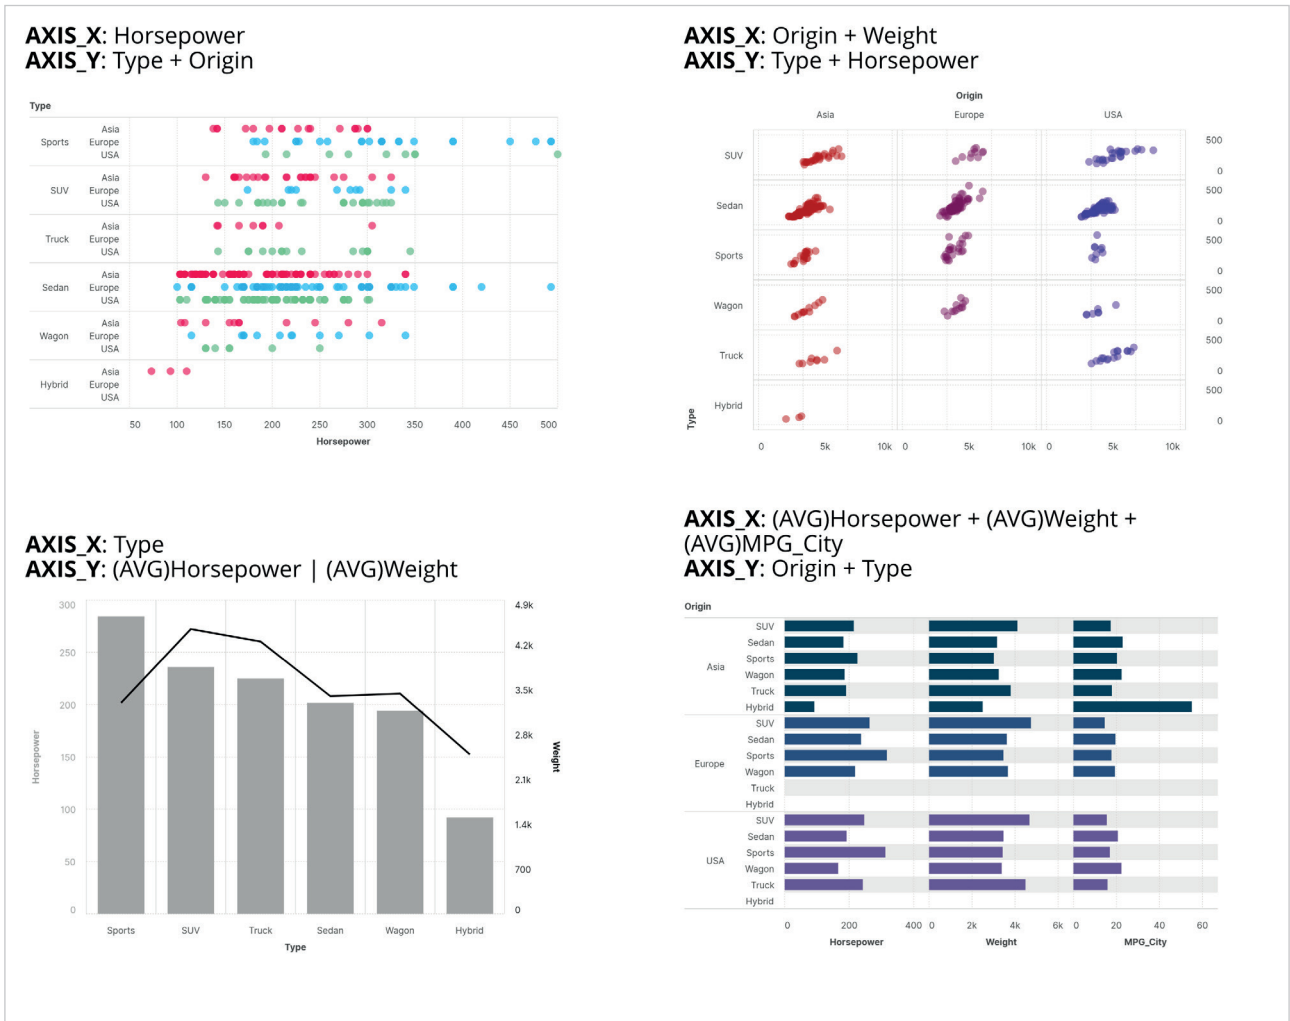 AXIS_X: Horsepower
AXIS_Y: Type + Origin
Type
Sports
Asia
Europe
USA
SUV
Asia
Europe
USA
Truck
Asia
Europe
USA
Sedan
Asia
Europe
USA
Wagon
Asia
Europe
USA
Hybrid
Asia
Europe
USA
50 100 150 200 250 300 350 400 450 500
Horsepower
AXIS_X: Origin + Weight
AXIS_Y: Type + Horsepower
Origin
Asia Europe USA
SUV 500
0
Sedan 500
0
Sports 500
0
Wagon 500
0
Truck 500
0
Hybrid 500
0
Type
0 5k 10k 0 5k 10k 0 5k 10k
AXIS_X: Type
AXIS_Y: (AVG)Horsepower | (AVG)Weight
300
250
200
150
100
50
0
Horsepower
4.9k
4.2k
3.5k
2.8k
2.1k
1.4k
700
0
Weight
Sports SUV Truck Sedan Wagon Hybrid
Type
AXIS_X: (AVG)Horsepower + (AVG)Weight +
(AVG)MPG_City
AXIS_Y: Origin + Type
Origin
Asia
SUV
Sedan
Sports
Wagon
Truck
Hybrid
Europe
SUV
Sedan
Sports
Wagon
Truck
Hybrid
USA
SUV
Sedan
Sports
Wagon
Truck
Hybrid
0 200 400 0 2k 4k 6k 0 20 40 60
Horsepower Weight MPG_City